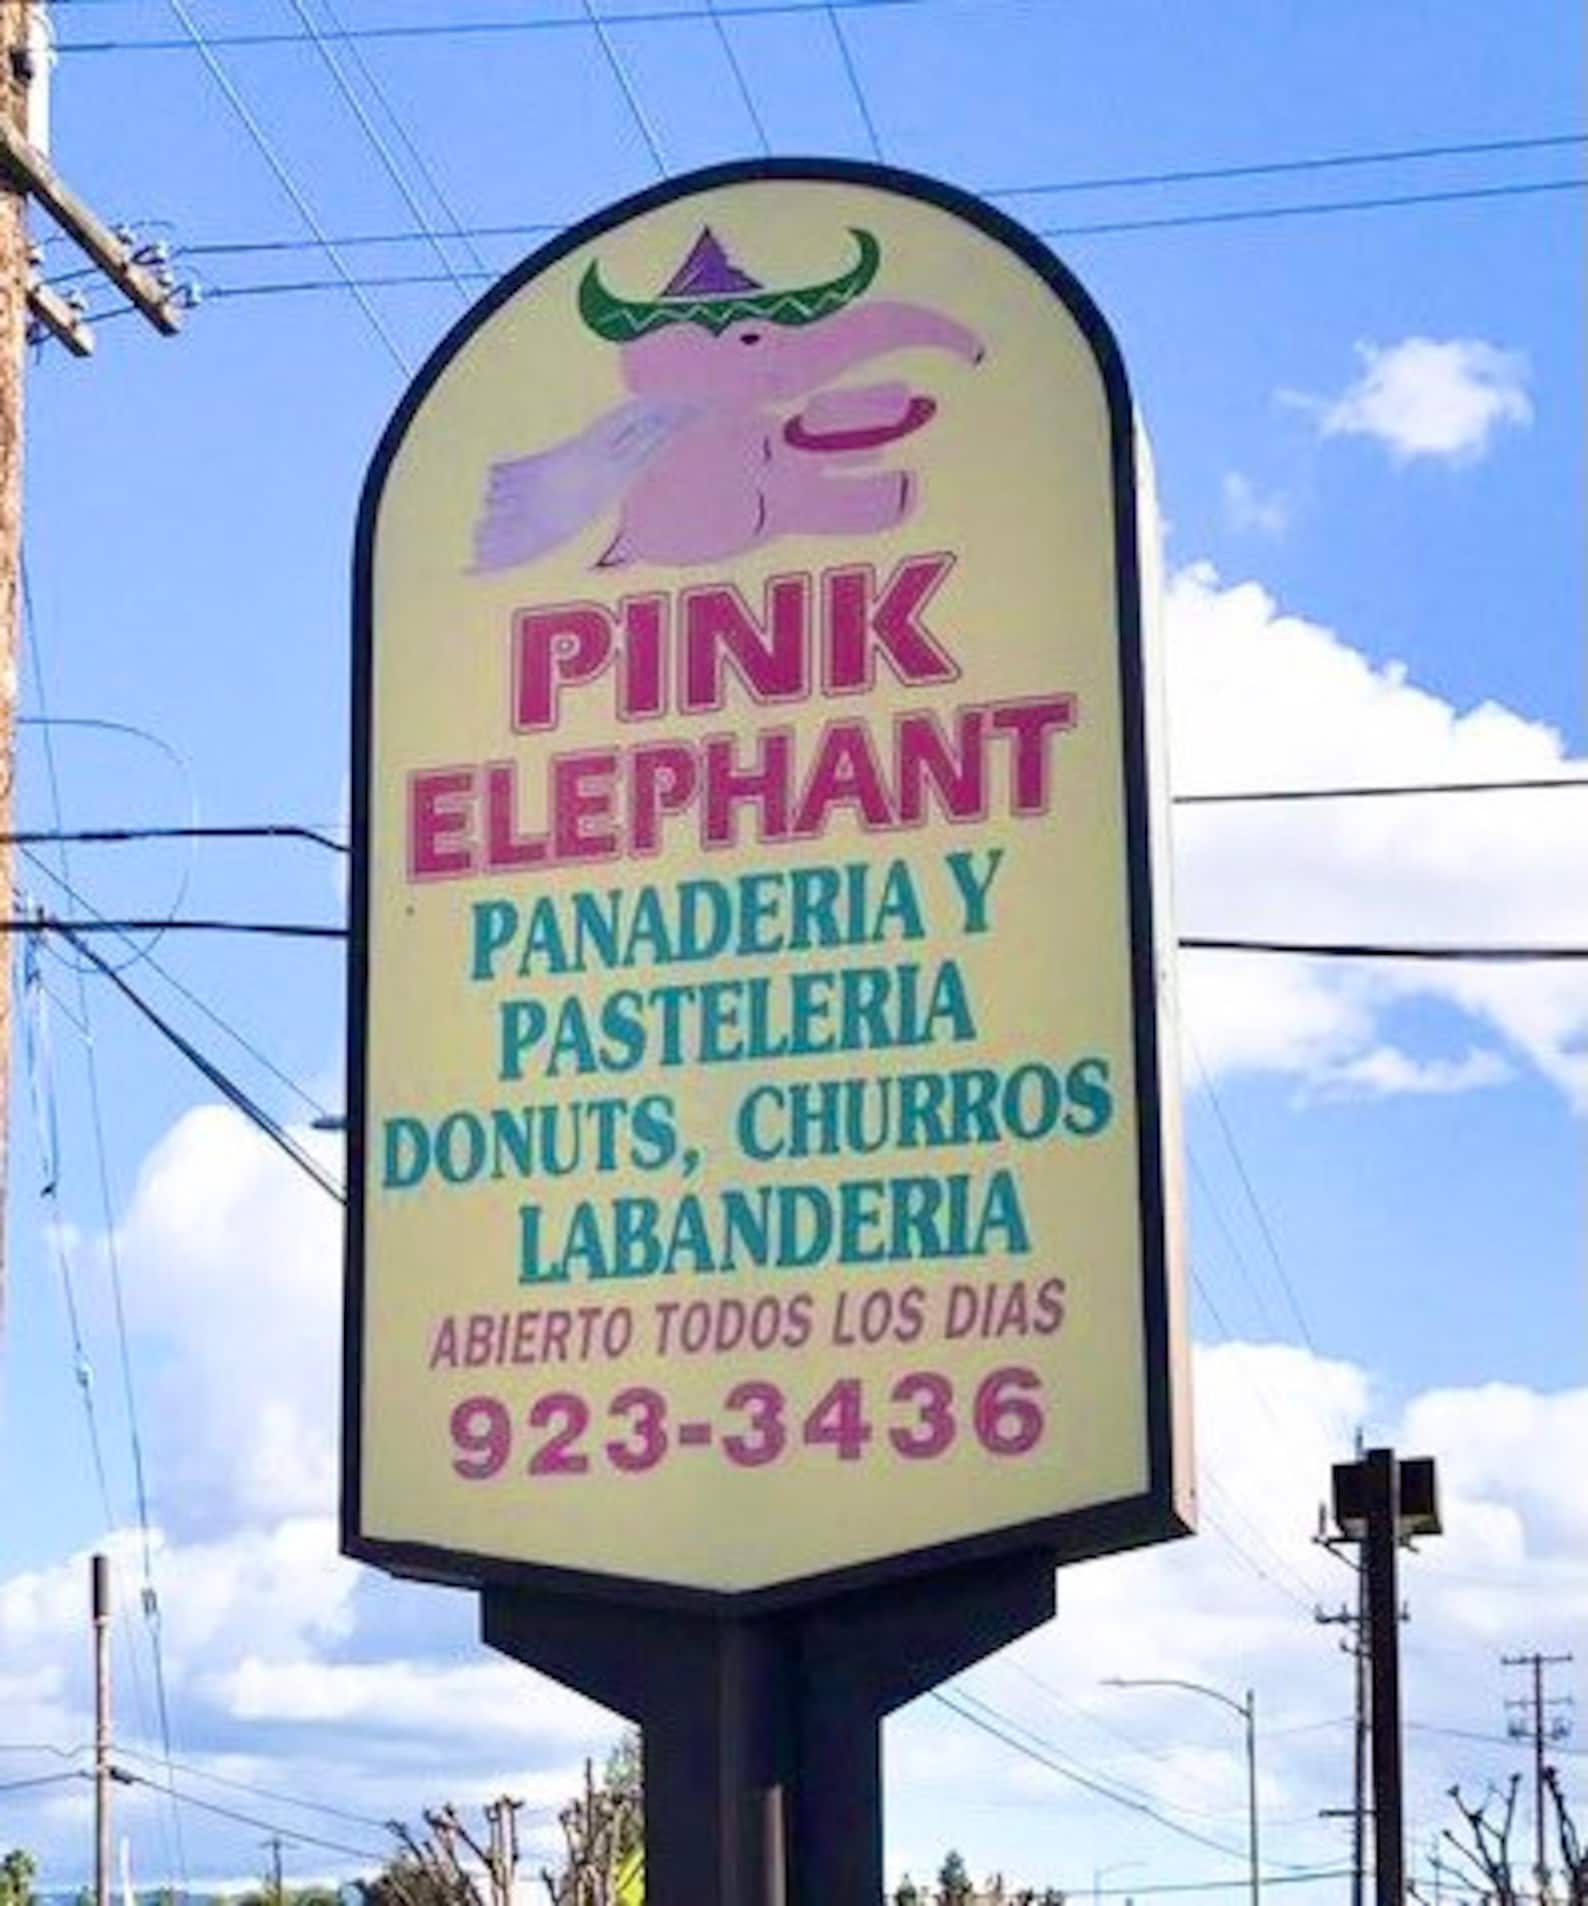 PINK
ELEPHANT
PANADERIA Y
PASTELERIA
DONUTS, CHURROS
LABANDERIA
ABIERTO TODOS LOS DIAS
923-3436